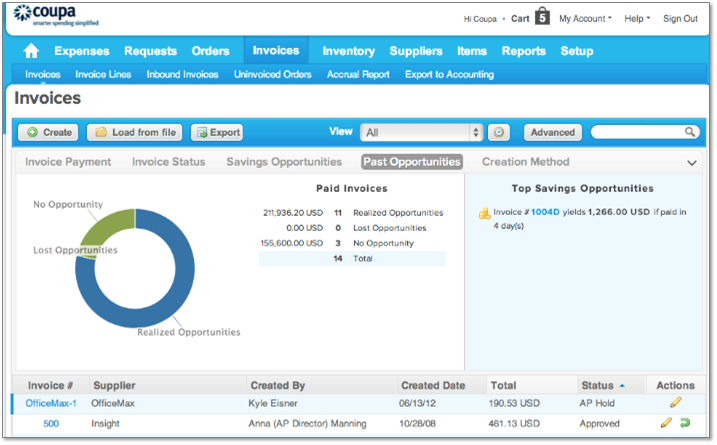 coupa
smarter spending simplified
Hi Coupa • Cart 5 My Account Help Sign Out
Expenses Requests Orders Invoices Inventory Suppliers Items Reports Setup
Invoices Invoice Lines Inbound Invoices Uninvoiced Orders Accrual Report Export to Accounting
Invoices
Create Load from file Export View All Advanced
Invoice Payment Invoice Status Savings Opportunities Past Opportunities Creation Method
No Opportunity
Lost Opportunities
Realized Opportunities
Paid Invoices
211,936.20 USD 11 Realized Opportunities
0.00 USD 0 Lost Opportunities
155,600.00 USD 3 No Opportunity
14 Total
Top Savings Opportunities
Invoice # 1004D yields 1,266.00 USD if paid in
4 day(s)
Invoice # Supplier Created By Created Date Total Status Actions
OfficeMax-1 OfficeMax Kyle Eisner 06/13/12 190.53 USD AP Hold
500 Insight Anna (AP Director) Manning 10/28/08 461.13 USD Approved